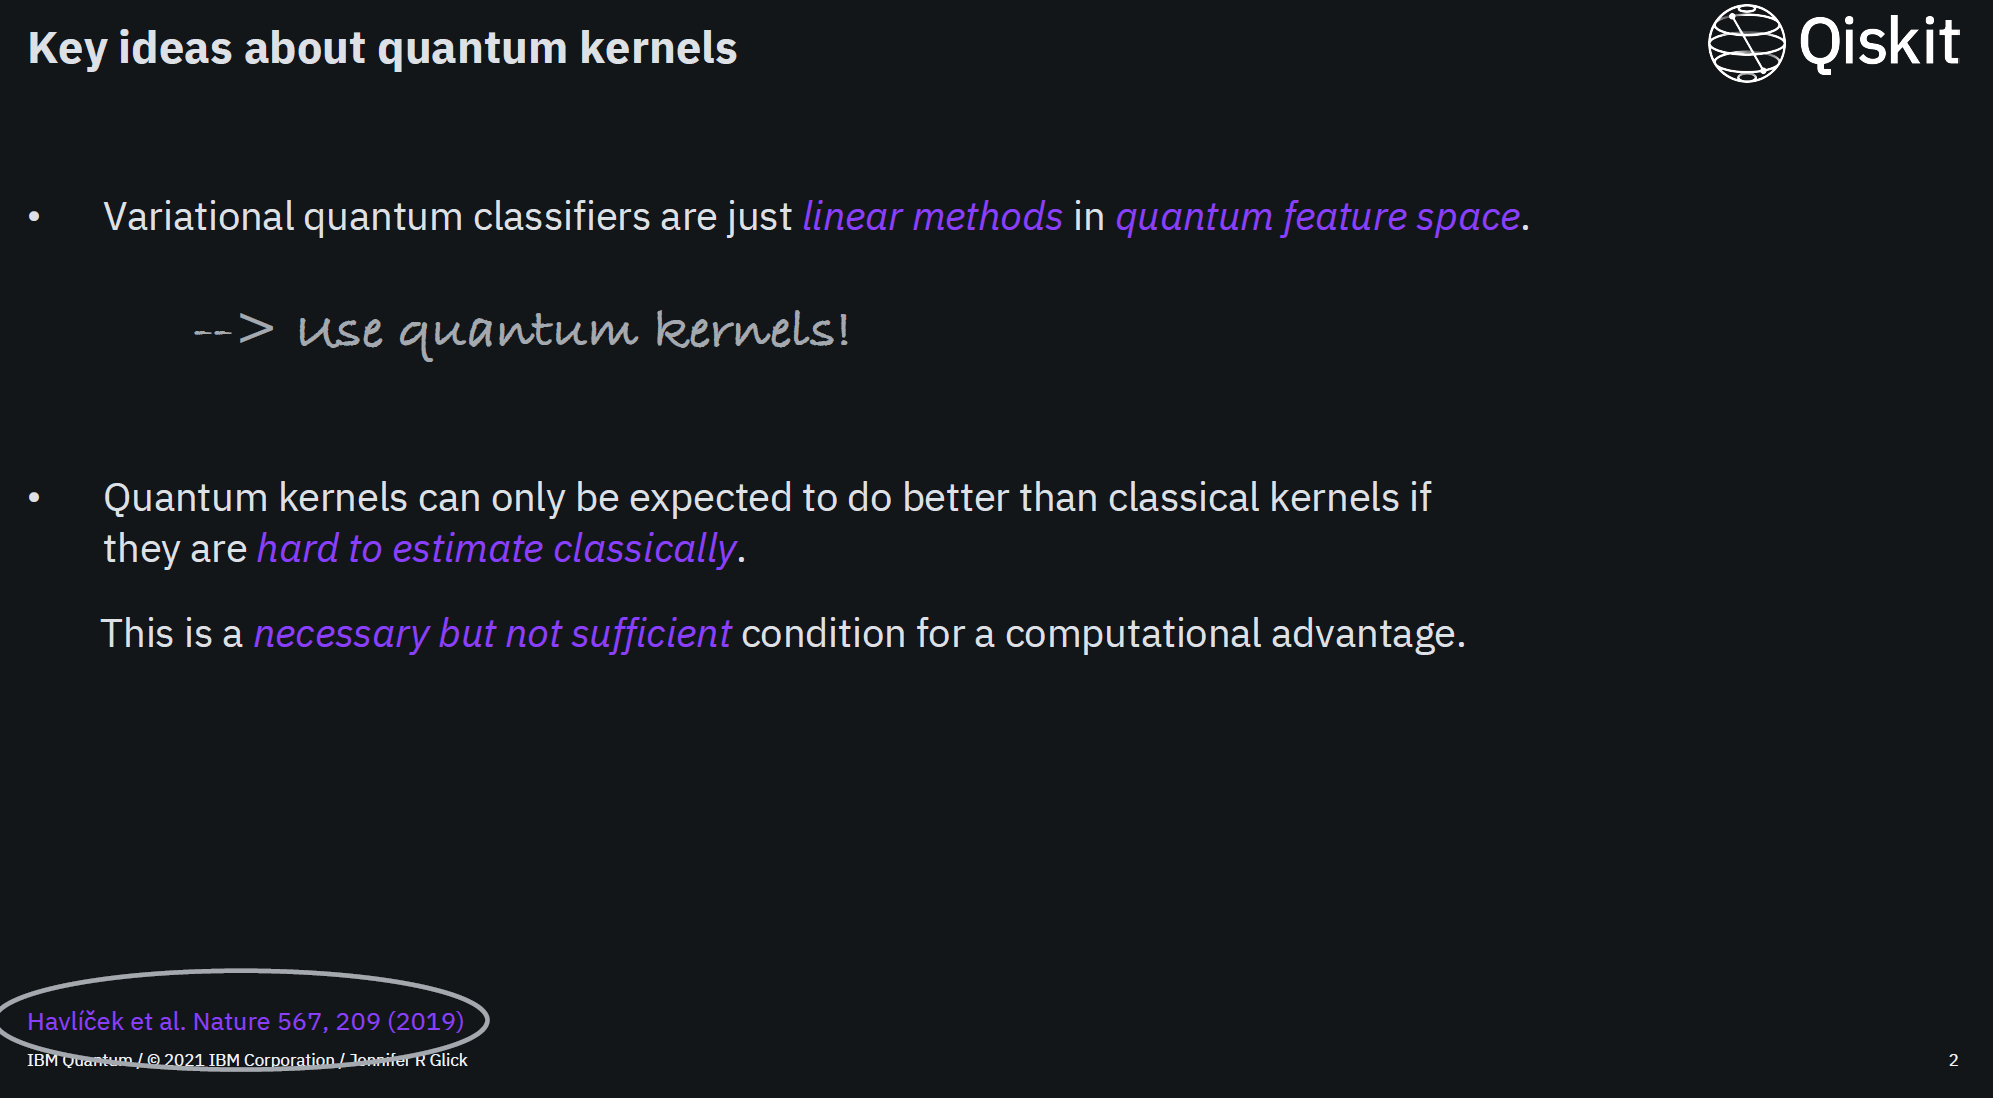 Key ideas about quantum kernels
Qiskit
• Variational quantum classifiers are just linear methods in quantum feature space.
--> Use quantum kernels!
• Quantum kernels can only be expected to do better than classical kernels if
they are hard to estimate classically.
This is a necessary but not sufficient condition for a computational advantage.
Havlíček et al. Nature 567, 209 (2019)
IBM Quantum / © 2021 IBM Corporation / Jennifer R Glick
2